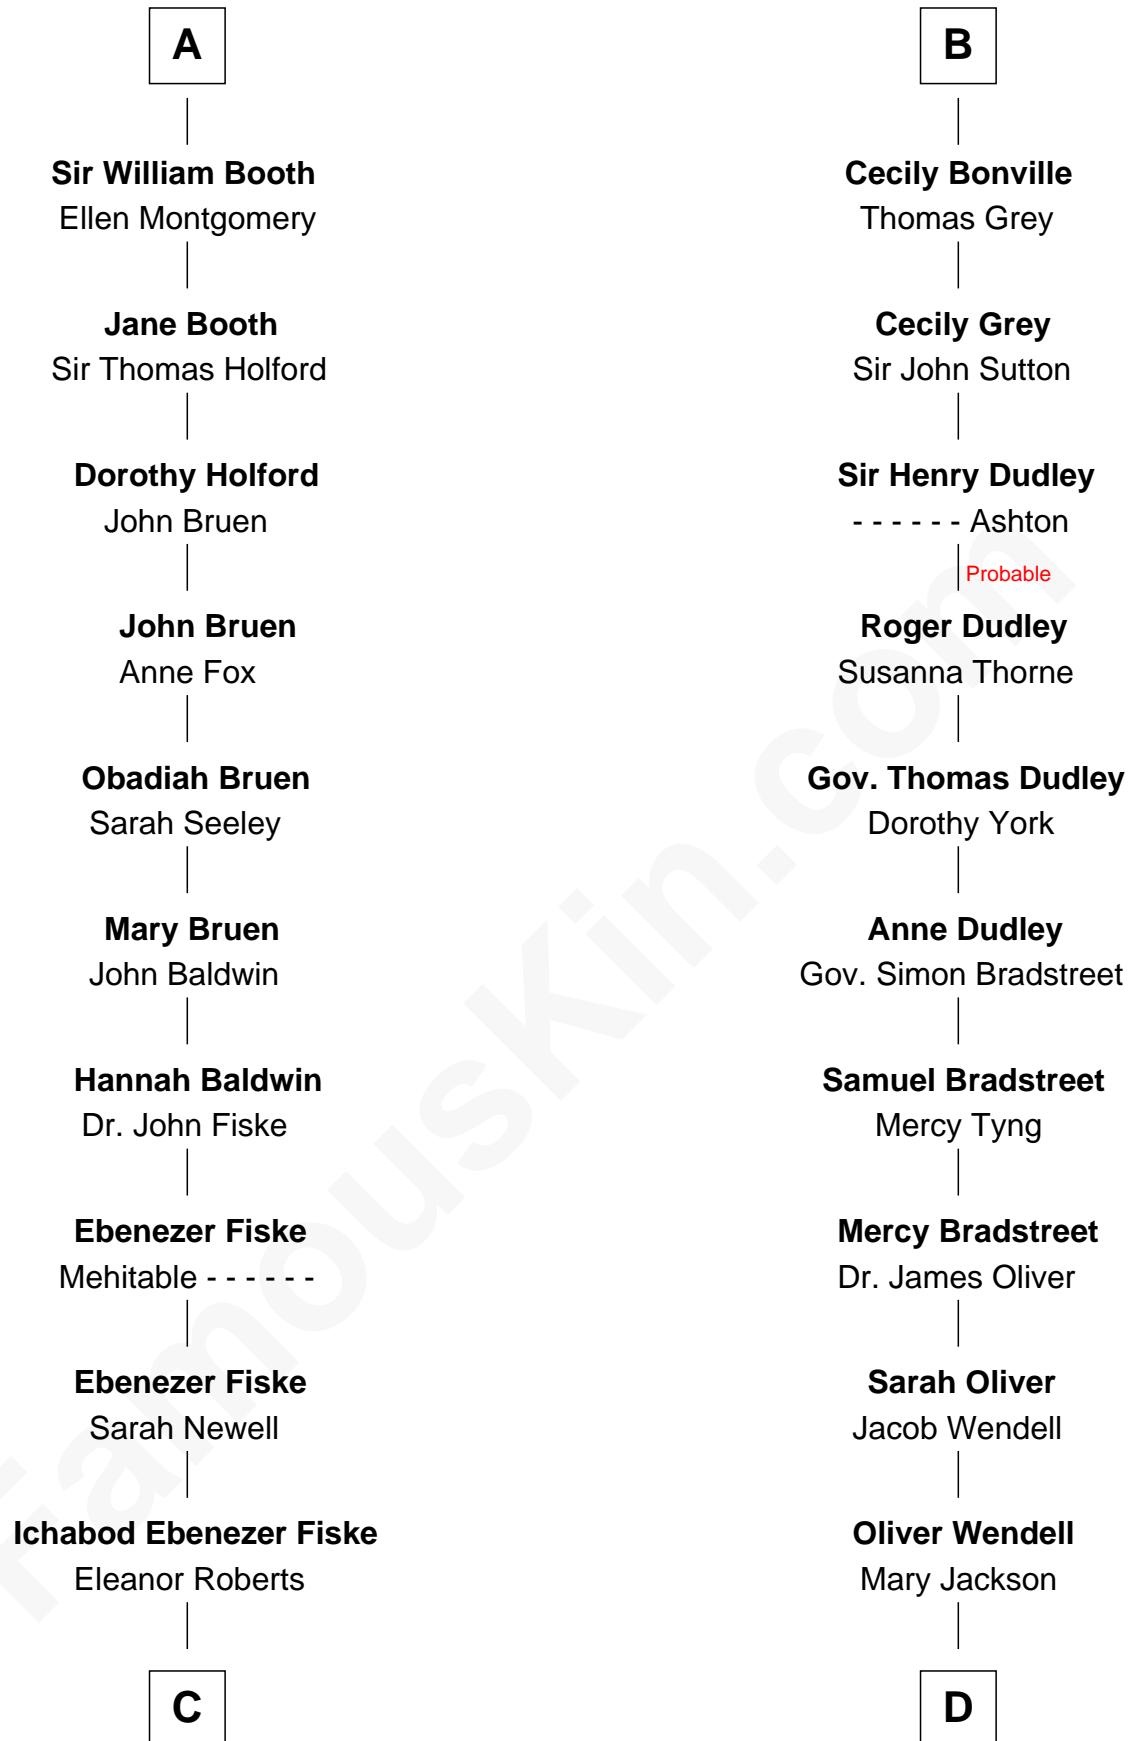 A
Sir William Booth
Ellen Montgomery
Jane Booth
Sir Thomas Holford
Dorothy Holford
John Bruen
John Bruen
Anne Fox
Obadiah Bruen
Sarah Seeley
Mary Bruen
John Baldwin
Hannah Baldwin
Dr. John Fiske
Ebenezer Fiske
Mehitable - - - - - -
Ebenezer Fiske
Sarah Newell
Ichabod Ebenezer Fiske
Eleanor Roberts
C
B
Cecily Bonville
Thomas Grey
Cecily Grey
Sir John Sutton
Sir Henry Dudley
- - - - - - Ashton
Probable
Roger Dudley
Susanna Thorne
Gov. Thomas Dudley
Dorothy York
Anne Dudley
Gov. Simon Bradstreet
Samuel Bradstreet
Mercy Tyng
Mercy Bradstreet
Dr. James Oliver
Sarah Oliver
Jacob Wendell
Oliver Wendell
Mary Jackson
D
FamousKin.com